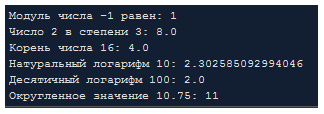 Модуль числа -1 равен: 1
Число 2 в степени 3: 8.0
Корень числа 16: 4.0
Натуральный логарифм 10: 2.302585092994046
Десятичный логарифм 100: 2.0
Округленное значение 10.75: 11